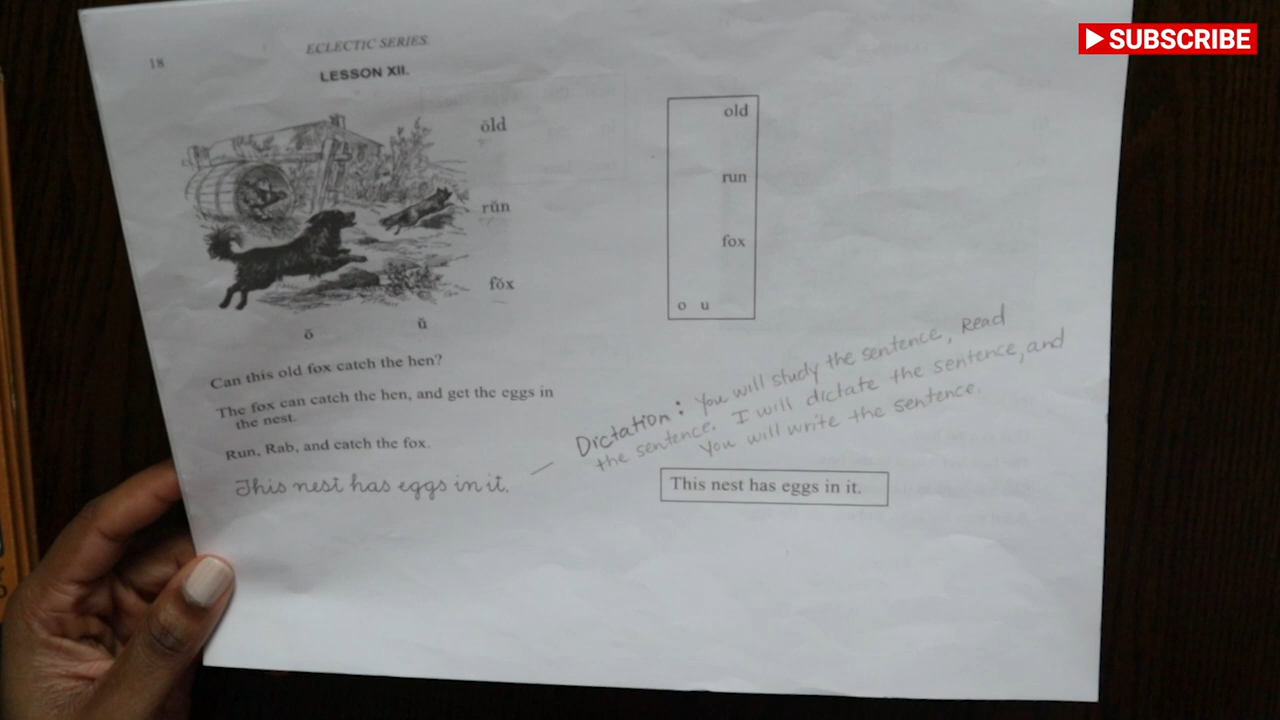 SUBSCRIBE
18
ECLECTIC SERIES.
LESSON XII.
ōld
rŭn
fŏx
ō ŭ
Can this old fox catch the hen?
The fox can catch the hen, and get the eggs in
the nest.
Run, Rab, and catch the fox.
This nest has eggs in it.
old
run
fox
o u
Dictation: You will study the sentence, Read
the sentence. I will dictate the sentence, and
You will write the sentence.
This nest has eggs in it.